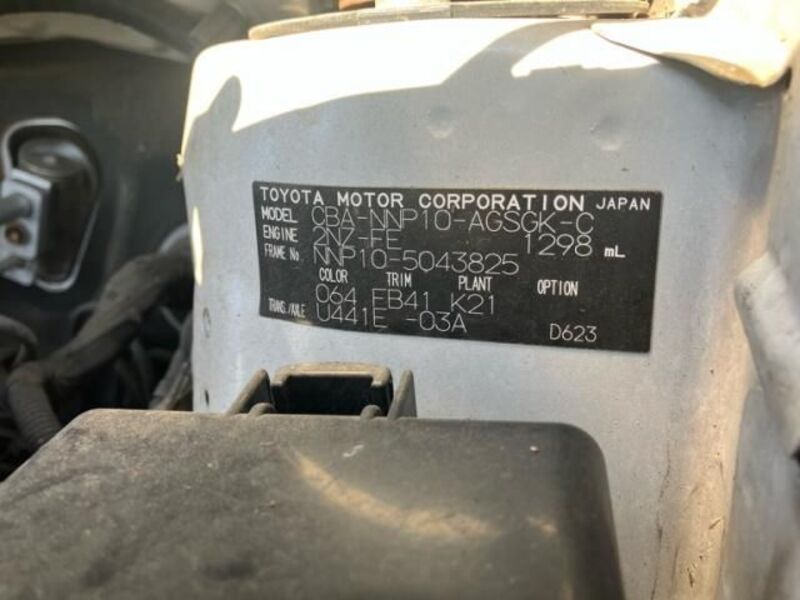 TOYOTA MOTOR CORPORATION JAPAN
MODEL CBA-NNP10-AGSGK-C
ENGINE 2NZ-FE 1298 mL
FRAME No. NNP10-5043825
COLOR TRIM PLANT OPTION
064 FB41 K21
TRANS./AXLE U441E -03A D623